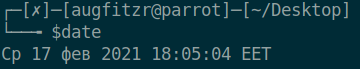 ┌─[✗]─[augfitzr@parrot]─[~/Desktop]
└──╼ $date
Ср 17 фев 2021 18:05:04 EET